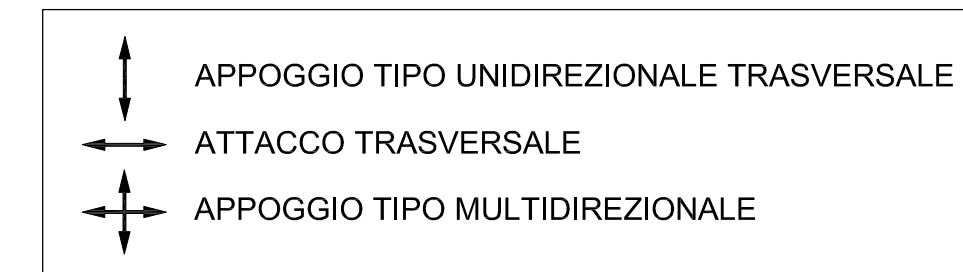 APPOGGIO TIPO UNIDIREZIONALE TRASVERSALE
ATTACCO TRASVERSALE
APPOGGIO TIPO MULTIDIREZIONALE